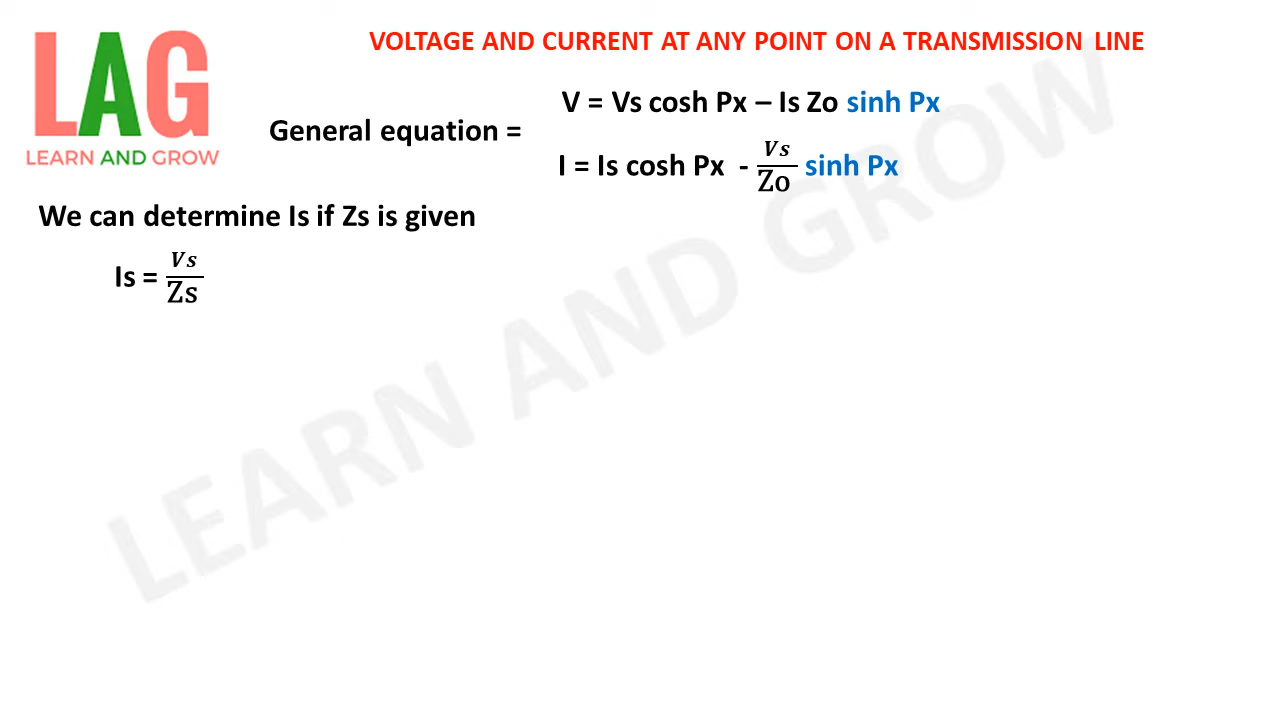 LAG
LEARN AND GROW
VOLTAGE AND CURRENT AT ANY POINT ON A TRANSMISSION LINE
V = Vs cosh Px – Is Zo sinh Px
General equation =
I = Is cosh Px - Vs/Zo sinh Px
We can determine Is if Zs is given
Is = Vs/Zs
LEARN AND GROW